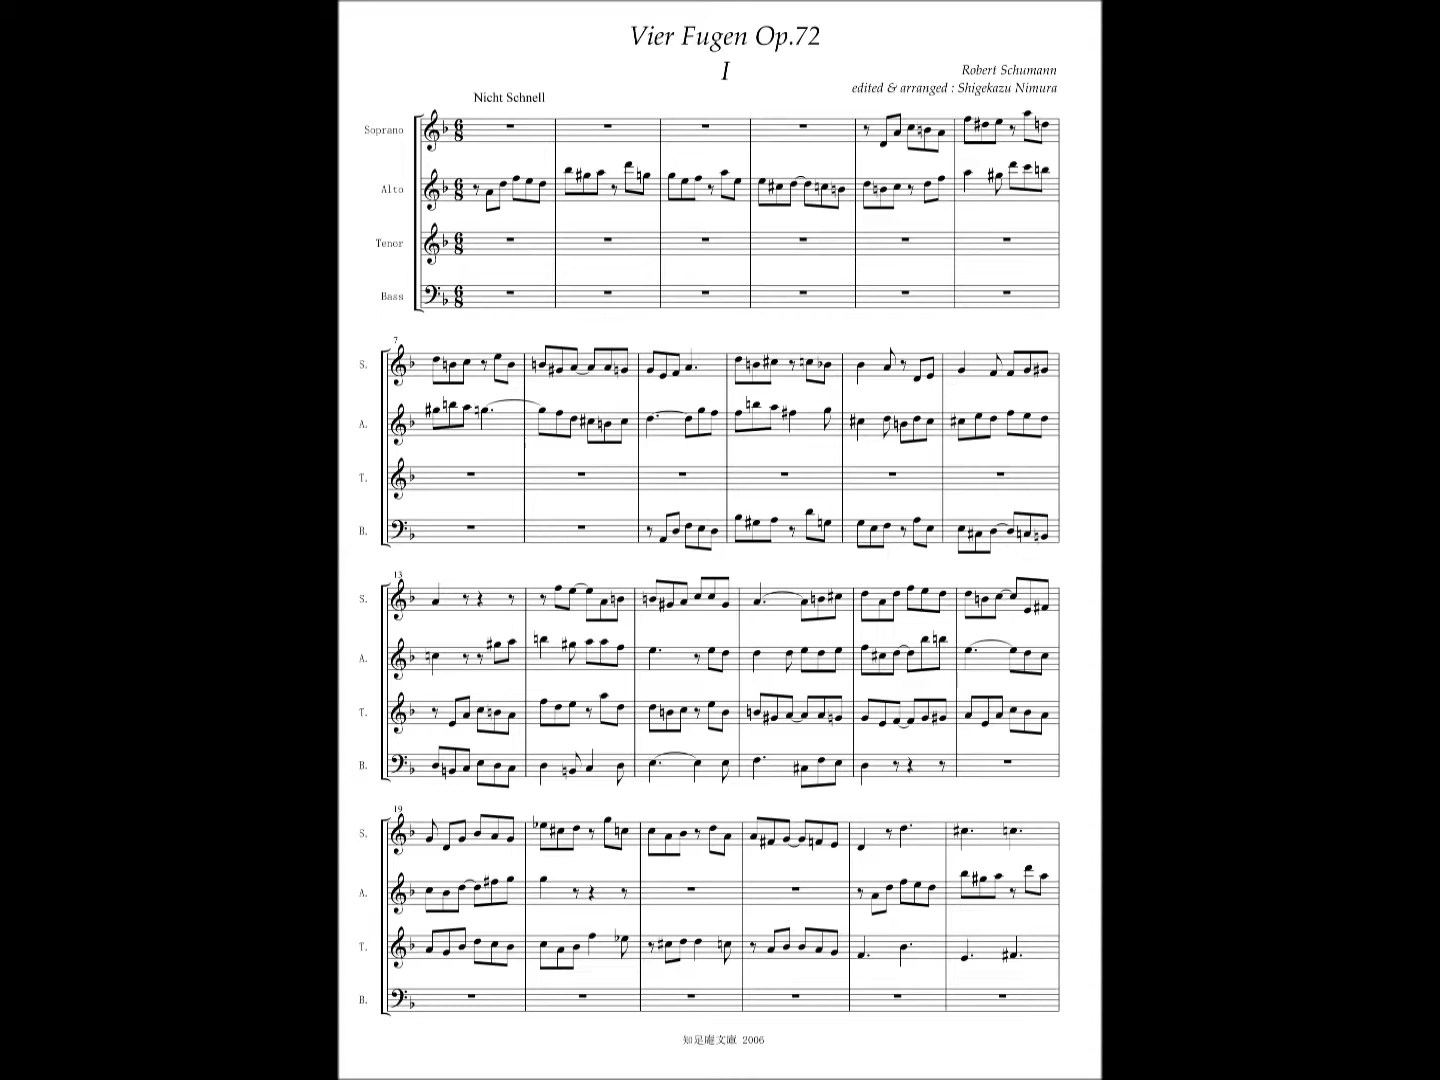 Vier Fugen Op.72
I
Robert Schumann
edited & arranged : Shigekazu Nimura
Nicht Schnell
Soprano
Alto
Tenor
Bass
7
S.
A.
T.
B.
13
S.
A.
T.
B.
19
S.
A.
T.
B.
知足庵文庫 2006